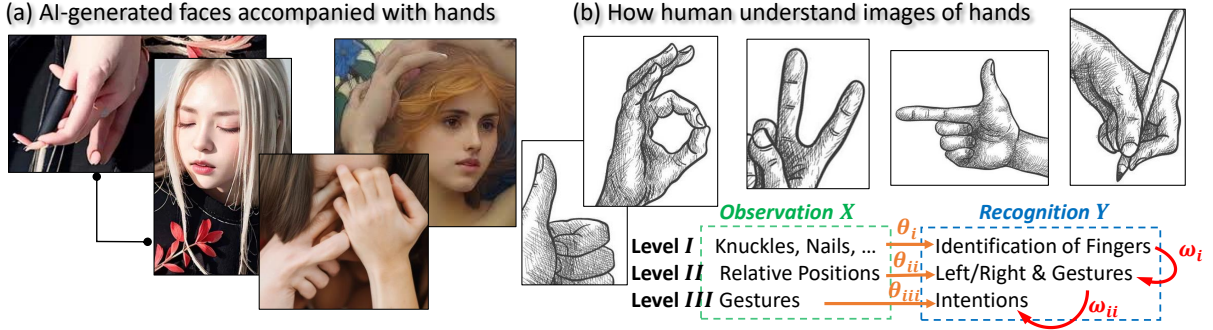 (a) AI-generated faces accompanied with hands
(b) How human understand images of hands
Observation X
Recognition Y
Level I Knuckles, Nails, ... θi Identification of Fingers ωi
Level II Relative Positions θii Left/Right & Gestures
Level III Gestures θiii Intentions ωii